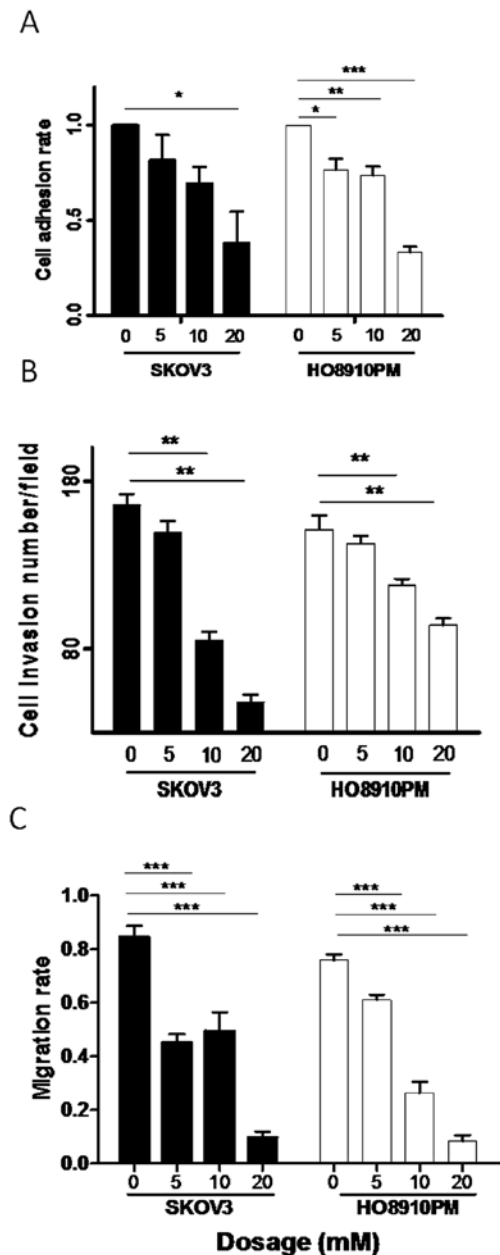 A
Cell adhesion rate
1.0
0.5
0.0
*
***
**
*
0 5 10 20 0 5 10 20
SKOV3 HO8910PM
B
Cell Invasion number/field
180
80
**
**
**
**
0 5 10 20 0 5 10 20
SKOV3 HO8910PM
C
Migration rate
1.0
0.8
0.6
0.4
0.2
0.0
***
***
***
***
***
***
0 5 10 20 0 5 10 20
SKOV3 HO8910PM
Dosage (mM)